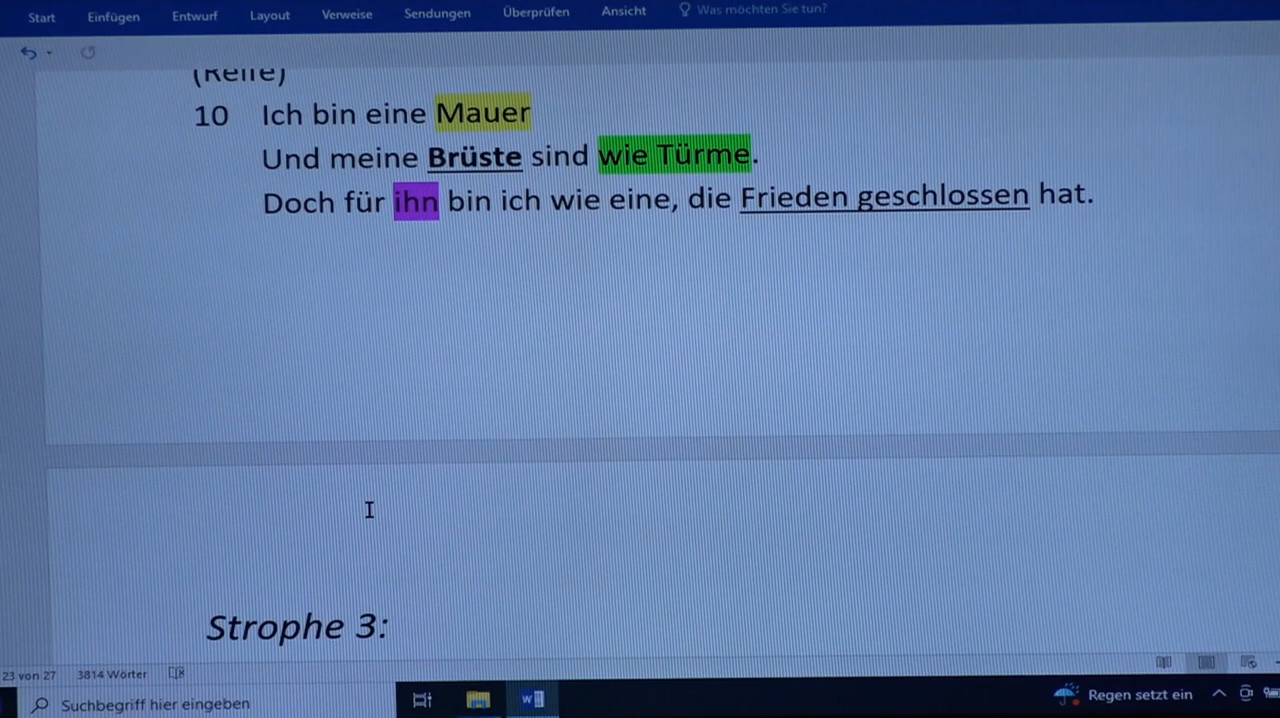 Start Einfügen Entwurf Layout Verweise Sendungen Überprüfen Ansicht Was möchten Sie tun?
(Reife)
10 Ich bin eine Mauer
Und meine Brüste sind wie Türme.
Doch für ihn bin ich wie eine, die Frieden geschlossen hat.
Strophe 3:
23 von 27 3814 Wörter
Suchbegriff hier eingeben W Regen setzt ein